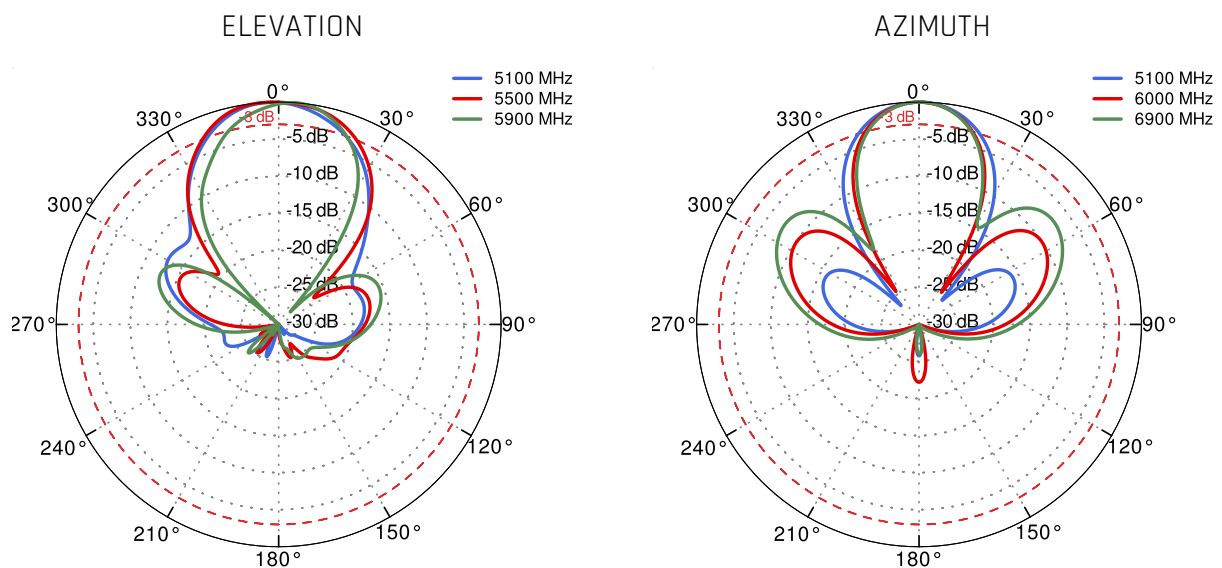 ELEVATION
5100 MHz
5500 MHz
5900 MHz
0°
-3 dB
330°
30°
-5 dB
-10 dB
300°
60°
-15 dB
-20 dB
-25 dB
-30 dB
270°
90°
240°
120°
210°
150°
180°
AZIMUTH
5100 MHz
6000 MHz
6900 MHz
0°
3 dB
330°
30°
-5 dB
-10 dB
300°
60°
-15 dB
-20 dB
-25 dB
-30 dB
270°
90°
240°
120°
210°
150°
180°